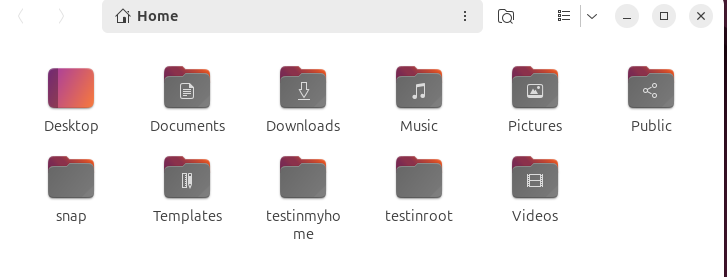 Home
Desktop
Documents
Downloads
Music
Pictures
Public
snap
Templates
testinmyho
me
testinroot
Videos